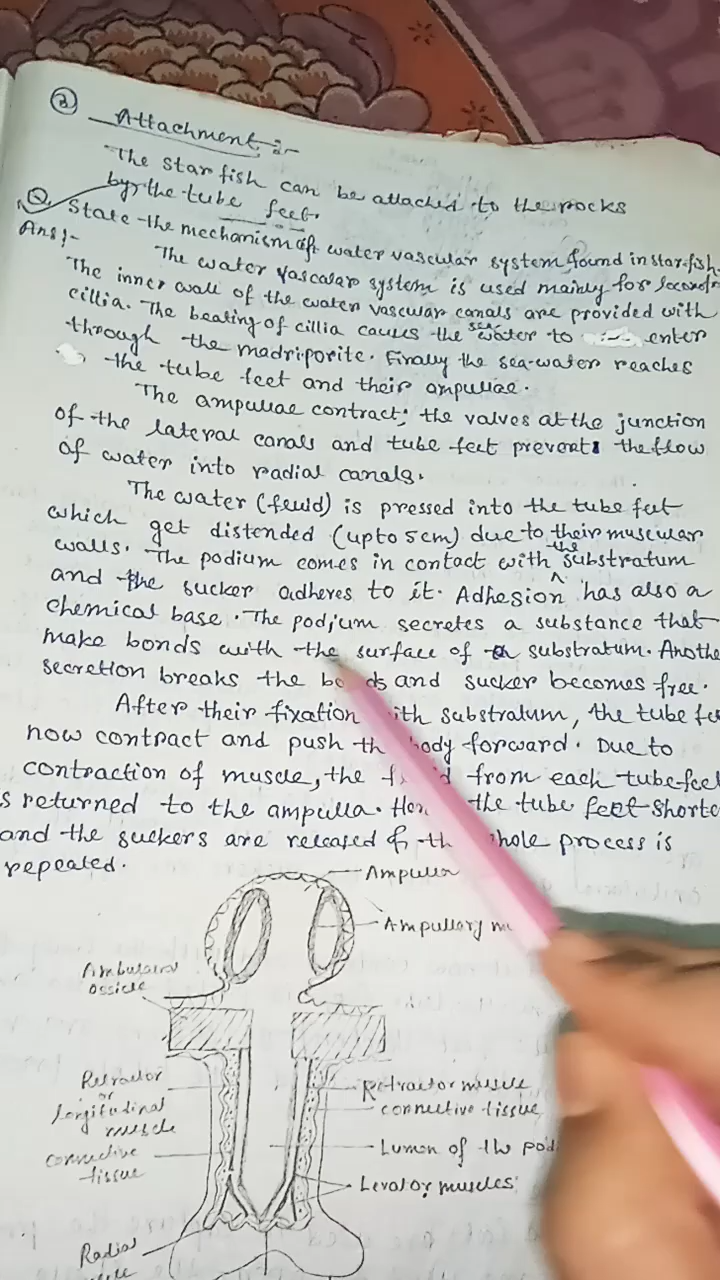 ③ Attachment :-
The star fish can be attached to the rocks
by the tube feet.
Q. State the mechanism of water vascular system found in starfish.
Ans :- The water vascular system is used mainly for
The inner wall of the water vascular canals are provided with
cillia. The beating of cillia causes the sea water to enter
through the madriporite. Finally the sea-water reaches
the tube feet and their ampullae.
The ampullae contract; the valves at the junction
of the lateral canals and tube feet prevent the flow
of water into radial canals.
The water (feuid) is pressed into the tube feet
which get distended (upto 5cm) due to their muscular
walls. The podium comes in contact with the substratum
and the sucker adheres to it. Adhesion has also a
chemical base. The podium secretes a substance that
make bonds with the surface of substratum. Anothe
secretion breaks the bonds and sucker becomes free.
After their fixation with substratum, the tube fe
now contract and push the body forward. Due to
contraction of muscle, the from each tubefeet
s returned to the ampulla. the tube feet shorte
and the suckers are released & the whole process is
repeated.
Ampulla
Ampullary
Ambulacral
ossicle
Retractor
or
longitudinal
muscle
connective
tissue
Retractor muscle
connective tissue
Lumen of the pod
Levator muscles
Radial